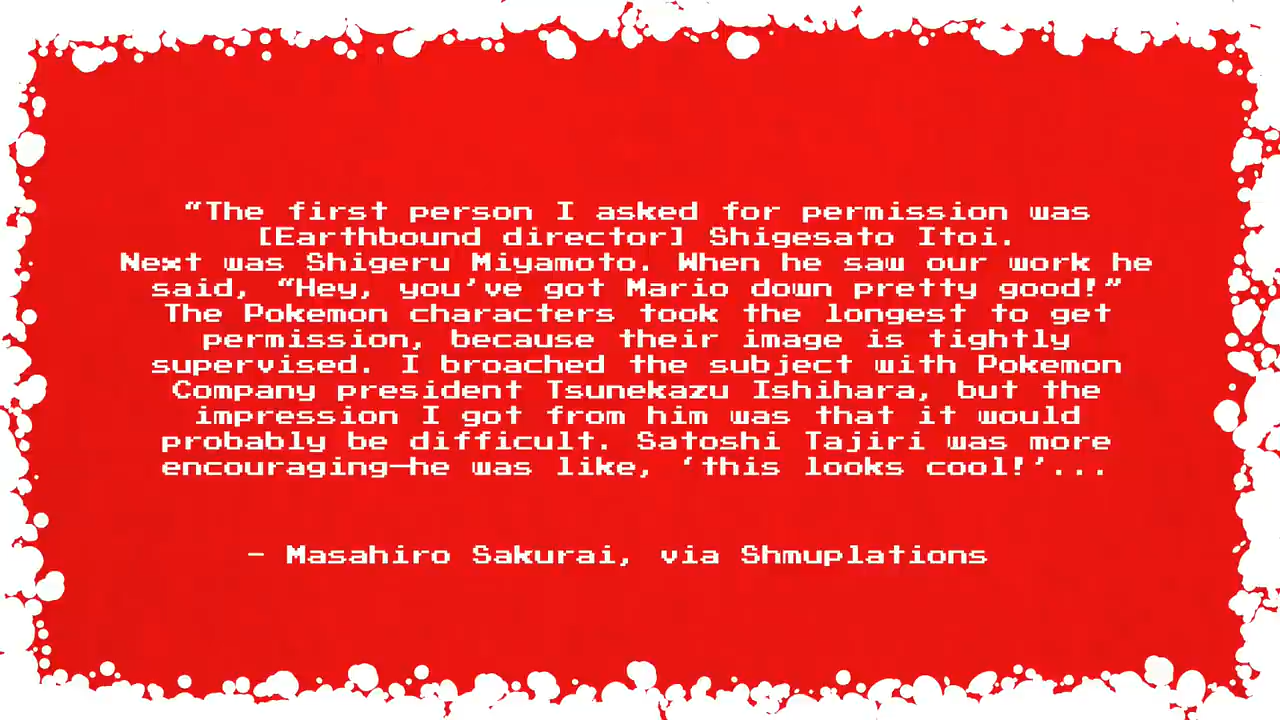 “The first person I asked for permission was
[Earthbound director] Shigesato Itoi.
Next was Shigeru Miyamoto. When he saw our work he
said, “Hey, you’ve got Mario down pretty good!”
The Pokemon characters took the longest to get
permission, because their image is tightly
supervised. I broached the subject with Pokemon
Company president Tsunekazu Ishihara, but the
impression I got from him was that it would
probably be difficult. Satoshi Tajiri was more
encouraging—he was like, ‘this looks cool!’...
- Masahiro Sakurai, via Shmuplations